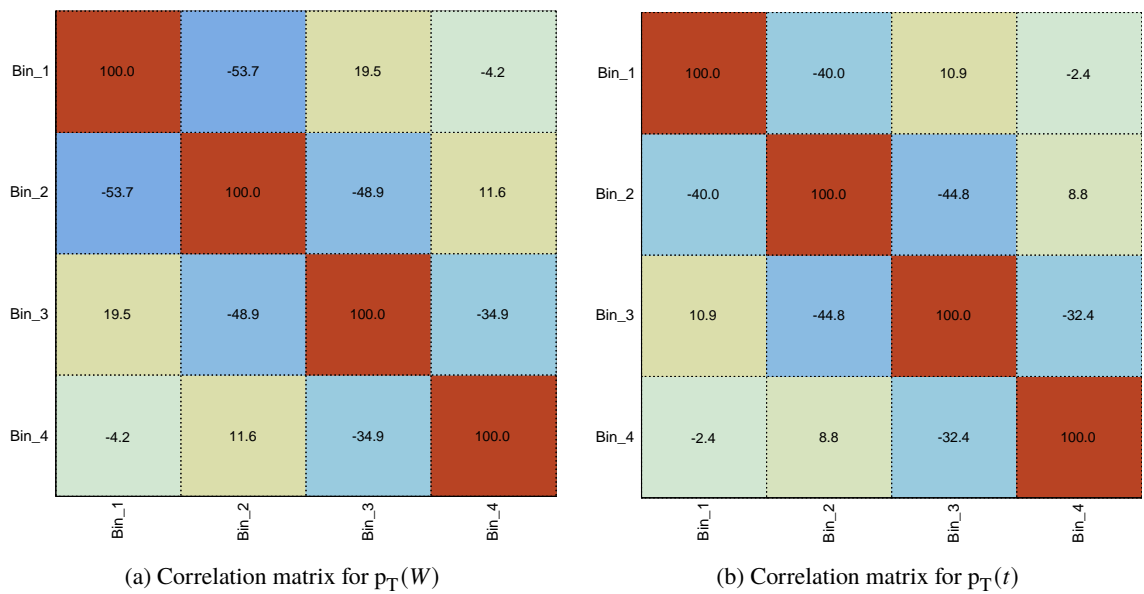 Bin_1 100.0 -53.7 19.5 -4.2
Bin_2 -53.7 100.0 -48.9 11.6
Bin_3 19.5 -48.9 100.0 -34.9
Bin_4 -4.2 11.6 -34.9 100.0
Bin_1 Bin_2 Bin_3 Bin_4
(a) Correlation matrix for p_T(W)
Bin_1 100.0 -40.0 10.9 -2.4
Bin_2 -40.0 100.0 -44.8 8.8
Bin_3 10.9 -44.8 100.0 -32.4
Bin_4 -2.4 8.8 -32.4 100.0
Bin_1 Bin_2 Bin_3 Bin_4
(b) Correlation matrix for p_T(t)